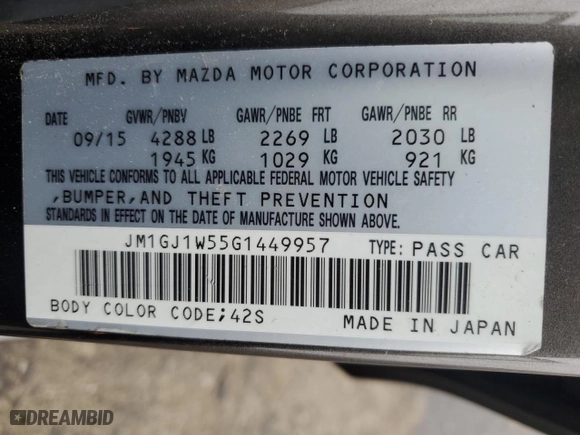 MFD. BY MAZDA MOTOR CORPORATION
DATE GVWR/PNBV GAWR/PNBE FRT GAWR/PNBE RR
09/15 4288 LB 2269 LB 2030 LB
1945 KG 1029 KG 921 KG
THIS VEHICLE CONFORMS TO ALL APPLICABLE FEDERAL MOTOR VEHICLE SAFETY
,BUMPER,AND THEFT PREVENTION
STANDARDS IN EFFECT ON THE DATE OF MANUFACTURE SHOWN ABOVE.
JM1GJ1W55G1449957 TYPE: PASS CAR
BODY COLOR CODE;42S
MADE IN JAPAN
DREAMBID